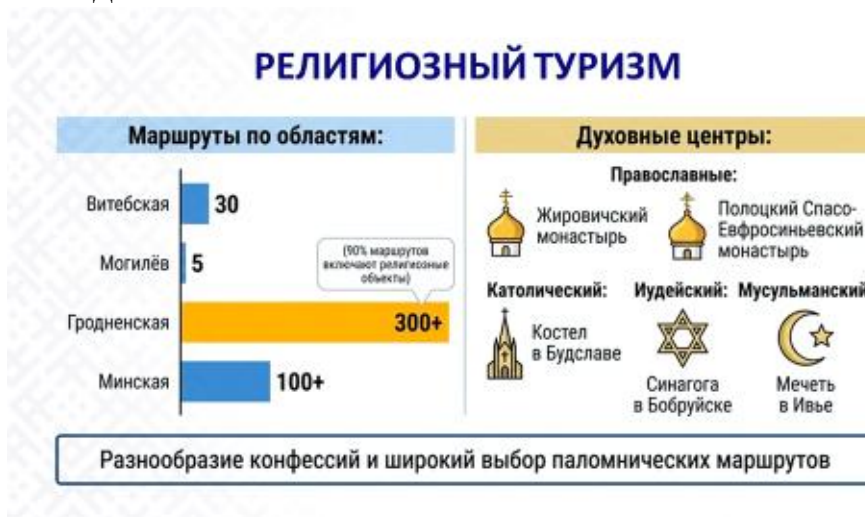 РЕЛИГИОЗНЫЙ ТУРИЗМ
Маршруты по областям:
Витебская
30
Могилёв
5
(90% маршрутов
включают религиозные
объекты)
Гродненская
300+
Минская
100+
Духовные центры:
Православные:
Жировичский
монастырь
Полоцкий Спасо-
Евфросиньевский
монастырь
Католический:
Костел
в Будславе
Иудейский:
Синагога
в Бобруйске
Мусульманский
Мечеть
в Ивье
Разнообразие конфессий и широкий выбор паломнических маршрутов